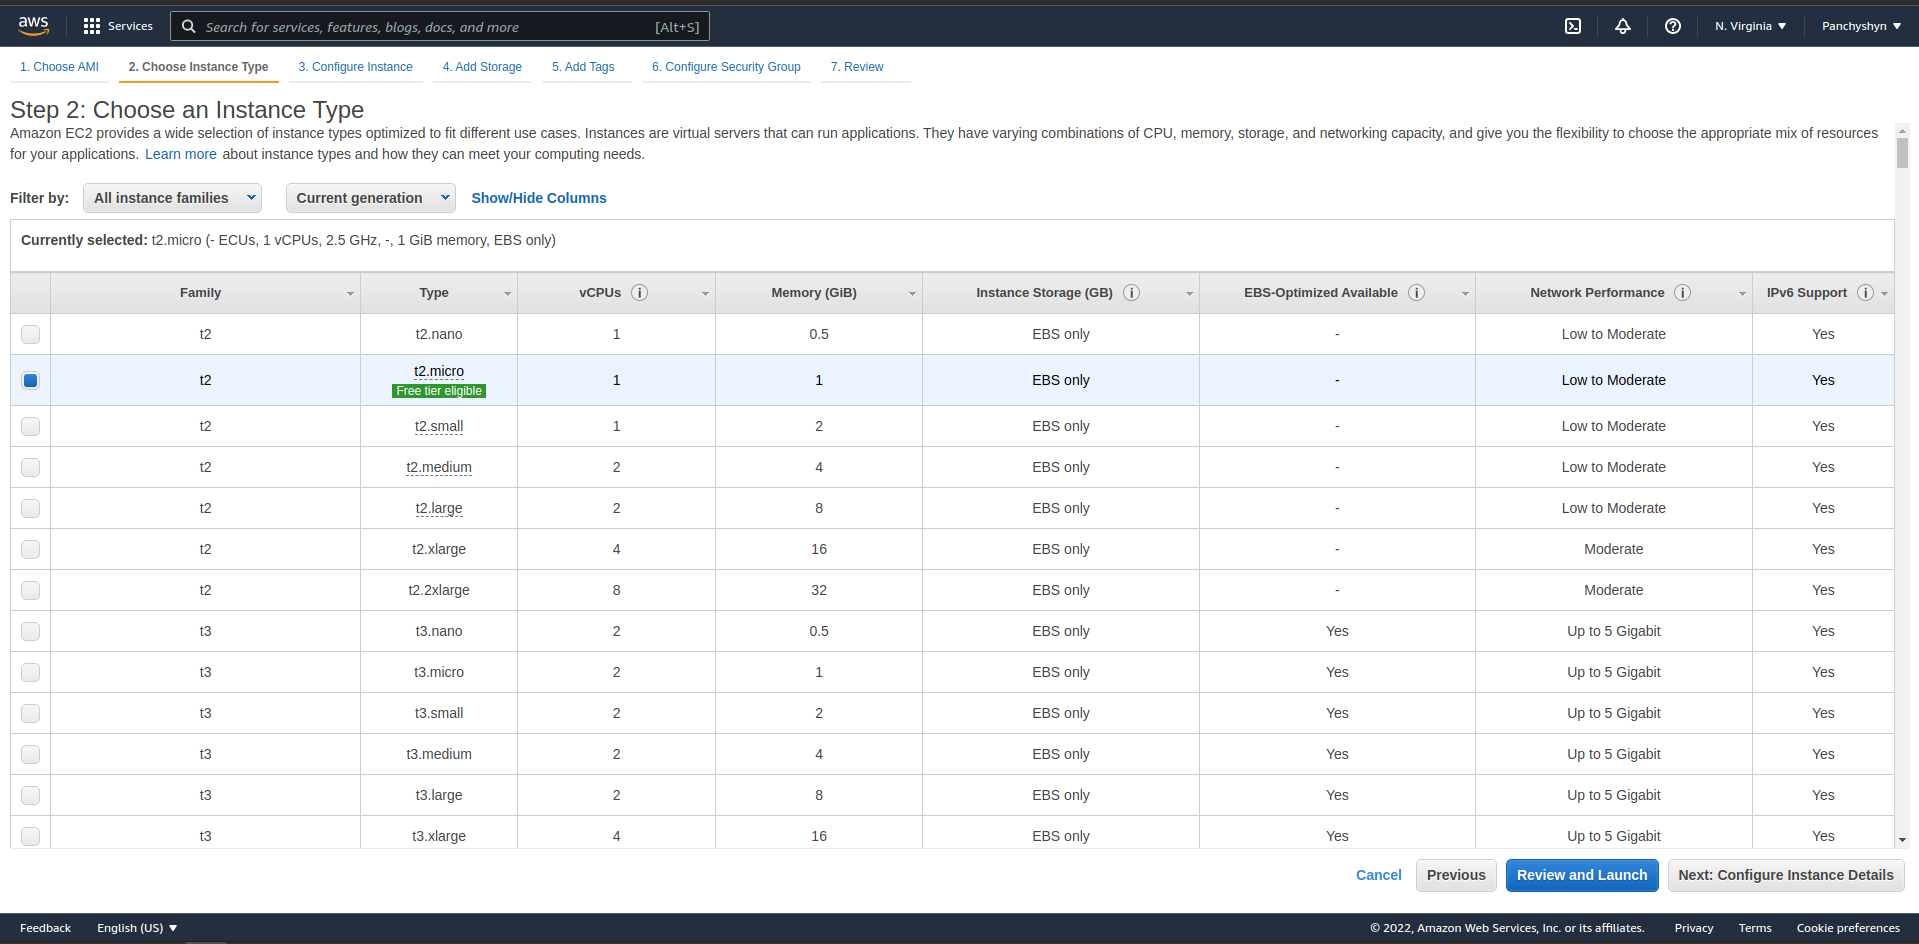 aws Services Search for services, features, blogs, docs, and more [Alt+S] N. Virginia Panchyshyn
1. Choose AMI 2. Choose Instance Type 3. Configure Instance 4. Add Storage 5. Add Tags 6. Configure Security Group 7. Review
Step 2: Choose an Instance Type
Amazon EC2 provides a wide selection of instance types optimized to fit different use cases. Instances are virtual servers that can run applications. They have varying combinations of CPU, memory, storage, and networking capacity, and give you the flexibility to choose the appropriate mix of resources
for your applications. Learn more about instance types and how they can meet your computing needs.
Filter by: All instance families Current generation Show/Hide Columns
Currently selected: t2.micro (- ECUs, 1 vCPUs, 2.5 GHz, -, 1 GiB memory, EBS only)
Family Type vCPUs i Memory (GiB) Instance Storage (GB) i EBS-Optimized Available i Network Performance i IPv6 Support i
t2 t2.nano 1 0.5 EBS only - Low to Moderate Yes
t2 t2.micro 1 1 EBS only - Low to Moderate Yes
Free tier eligible
t2 t2.small 1 2 EBS only - Low to Moderate Yes
t2 t2.medium 2 4 EBS only - Low to Moderate Yes
t2 t2.large 2 8 EBS only - Low to Moderate Yes
t2 t2.xlarge 4 16 EBS only - Moderate Yes
t2 t2.2xlarge 8 32 EBS only - Moderate Yes
t3 t3.nano 2 0.5 EBS only Yes Up to 5 Gigabit Yes
t3 t3.micro 2 1 EBS only Yes Up to 5 Gigabit Yes
t3 t3.small 2 2 EBS only Yes Up to 5 Gigabit Yes
t3 t3.medium 2 4 EBS only Yes Up to 5 Gigabit Yes
t3 t3.large 2 8 EBS only Yes Up to 5 Gigabit Yes
t3 t3.xlarge 4 16 EBS only Yes Up to 5 Gigabit Yes
Cancel Previous Review and Launch Next: Configure Instance Details
Feedback English (US) © 2022, Amazon Web Services, Inc. or its affiliates. Privacy Terms Cookie preferences